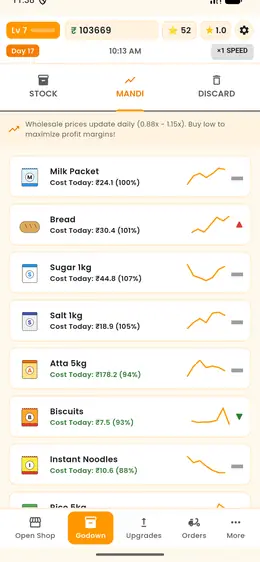 11:38
Lv 7
₹ 103669
52
1.0
Day 17
10:13 AM
×1 SPEED
STOCK
MANDI
DISCARD
Wholesale prices update daily (0.88x - 1.15x). Buy low to
maximize profit margins!
M
Milk Packet
Cost Today: ₹24.1 (100%)
Bread
Cost Today: ₹30.4 (101%)
S
Sugar 1kg
Cost Today: ₹44.8 (107%)
S
Salt 1kg
Cost Today: ₹18.9 (105%)
A
Atta 5kg
Cost Today: ₹178.2 (94%)
B
Biscuits
Cost Today: ₹7.5 (93%)
I
Instant Noodles
Cost Today: ₹10.6 (88%)
Rice 5kg
Open Shop
Godown
Upgrades
Orders
More